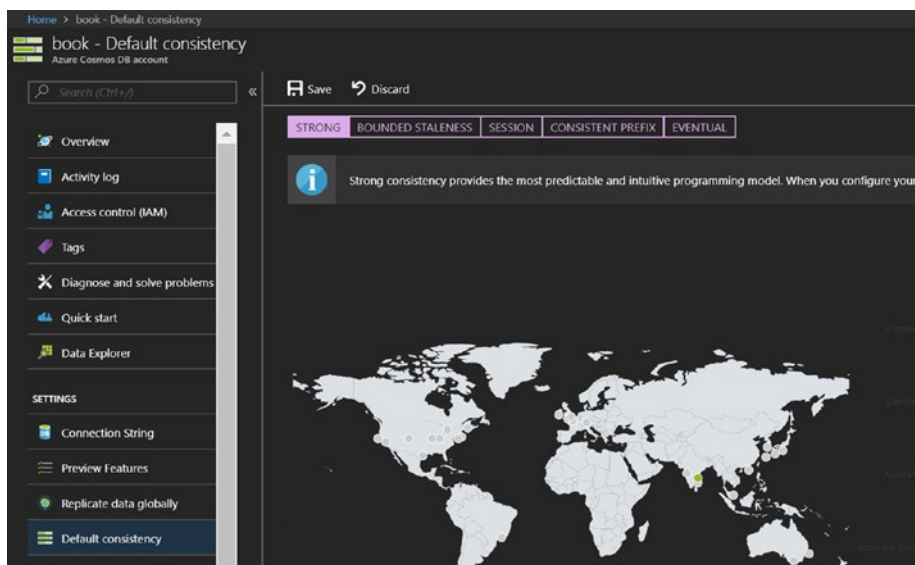 Home > book - Default consistency
book - Default consistency
Azure Cosmos DB account
Search (Ctrl+/)
«
Save
Discard
STRONG
BOUNDED STALENESS
SESSION
CONSISTENT PREFIX
EVENTUAL
Strong consistency provides the most predictable and intuitive programming model. When you configure your
Overview
Activity log
Access control (IAM)
Tags
Diagnose and solve problems
Quick start
Data Explorer
SETTINGS
Connection String
Preview Features
Replicate data globally
Default consistency